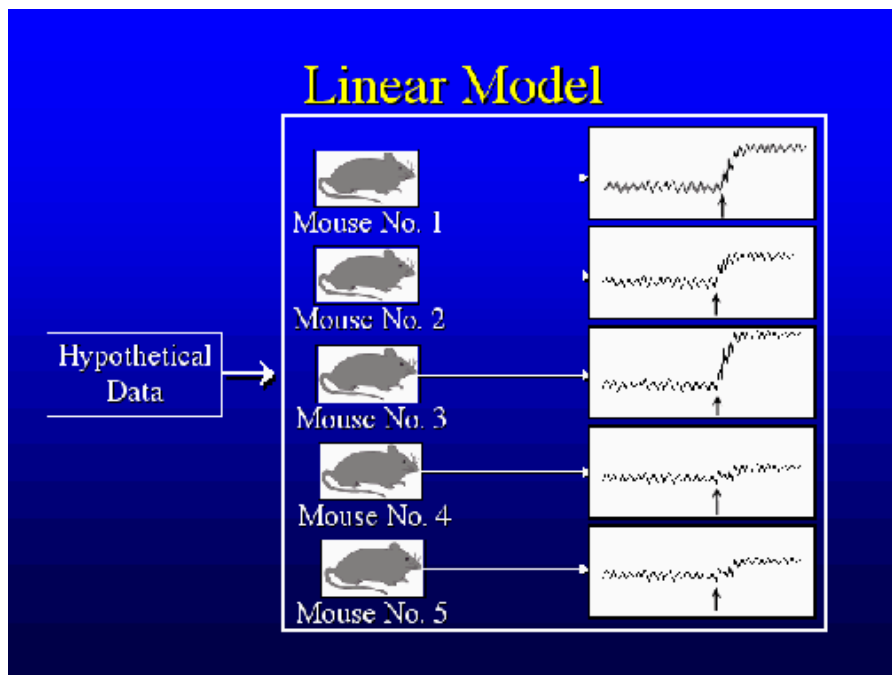 Linear Model
Mouse No. 1
Mouse No. 2
Hypothetical
Data
Mouse No. 3
Mouse No. 4
Mouse No. 5